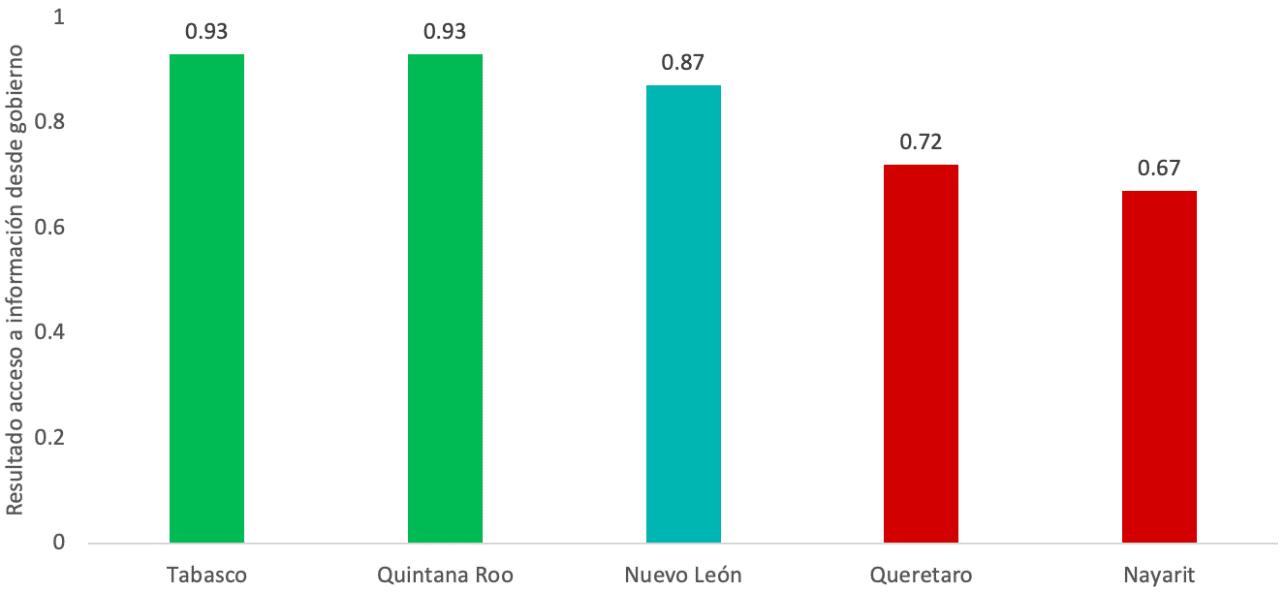 Resultado acceso a información desde gobierno
1
0.8
0.6
0.4
0.2
0
0.93
0.93
0.87
0.72
0.67
Tabasco
Quintana Roo
Nuevo León
Queretaro
Nayarit